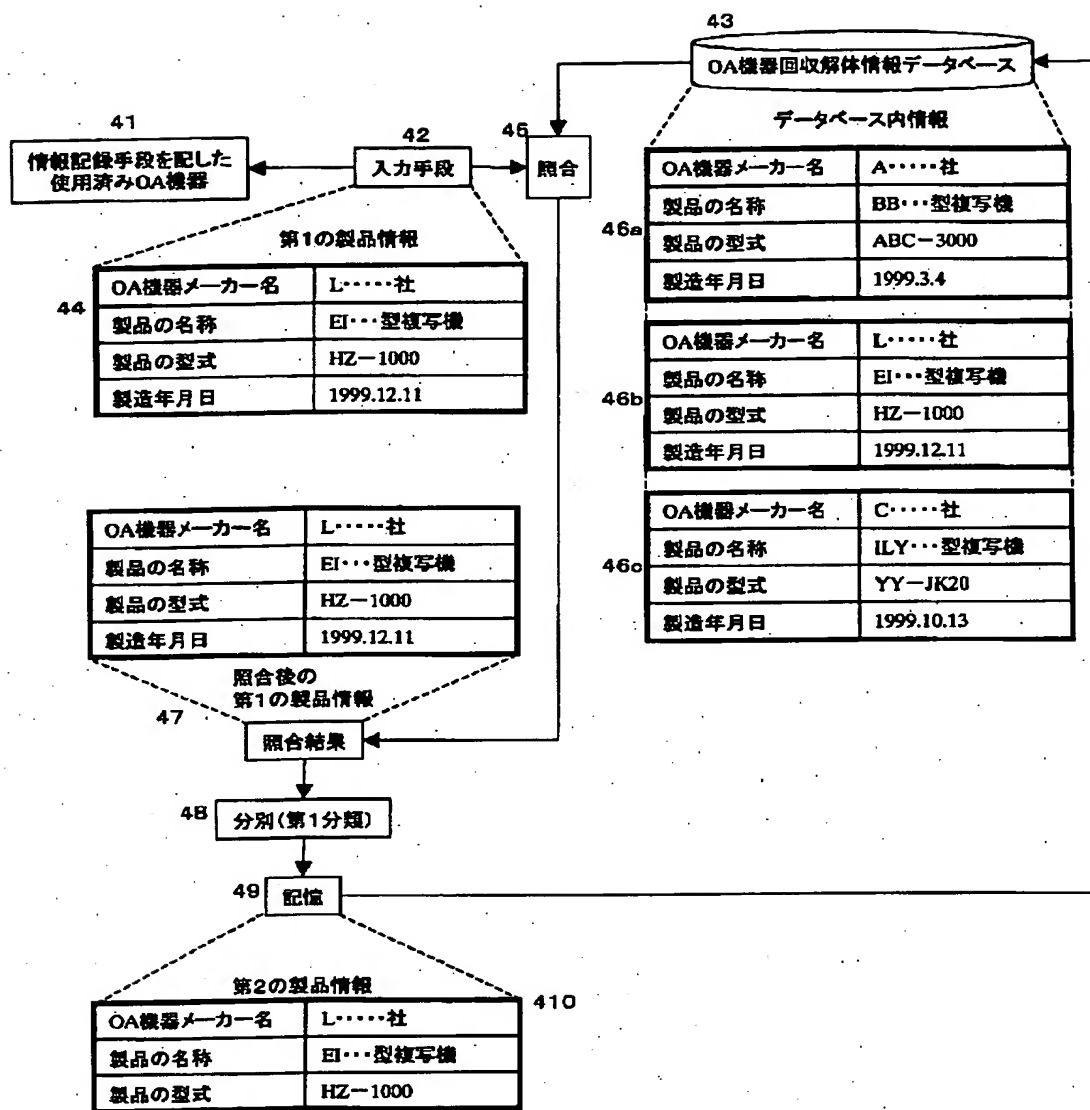 43
OA機器回収解体情報データベース
データベース内情報
41
情報記録手段を配した
使用済みOA機器
42
入力手段
45
照合
第1の製品情報
44
OA機器メーカー名 L・・・・・社
製品の名称 EI・・・型複写機
製品の型式 HZ－1000
製造年月日 1999.12.11
46a
OA機器メーカー名 A・・・・・社
製品の名称 BB・・・型複写機
製品の型式 ABC－3000
製造年月日 1999.3.4
46b
OA機器メーカー名 L・・・・・社
製品の名称 EI・・・型複写機
製品の型式 HZ－1000
製造年月日 1999.12.11
46c
OA機器メーカー名 C・・・・・社
製品の名称 ILY・・・型複写機
製品の型式 YY－JK20
製造年月日 1999.10.13
OA機器メーカー名 L・・・・・社
製品の名称 EI・・・型複写機
製品の型式 HZ－1000
製造年月日 1999.12.11
照合後の
第1の製品情報
47
照合結果
48
分別(第1分類)
49
記憶
第2の製品情報
410
OA機器メーカー名 L・・・・・社
製品の名称 EI・・・型複写機
製品の型式 HZ－1000